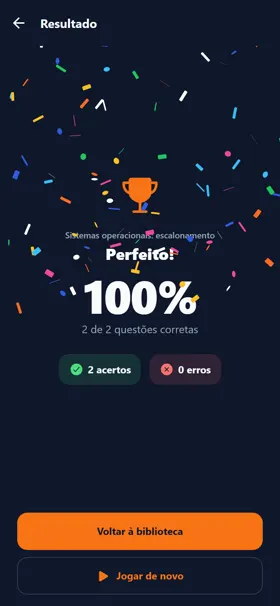 Resultado
Sistemas operacionais: escalonamento
Perfeito!
100%
2 de 2 questões corretas
2 acertos
0 erros
Voltar à biblioteca
Jogar de novo